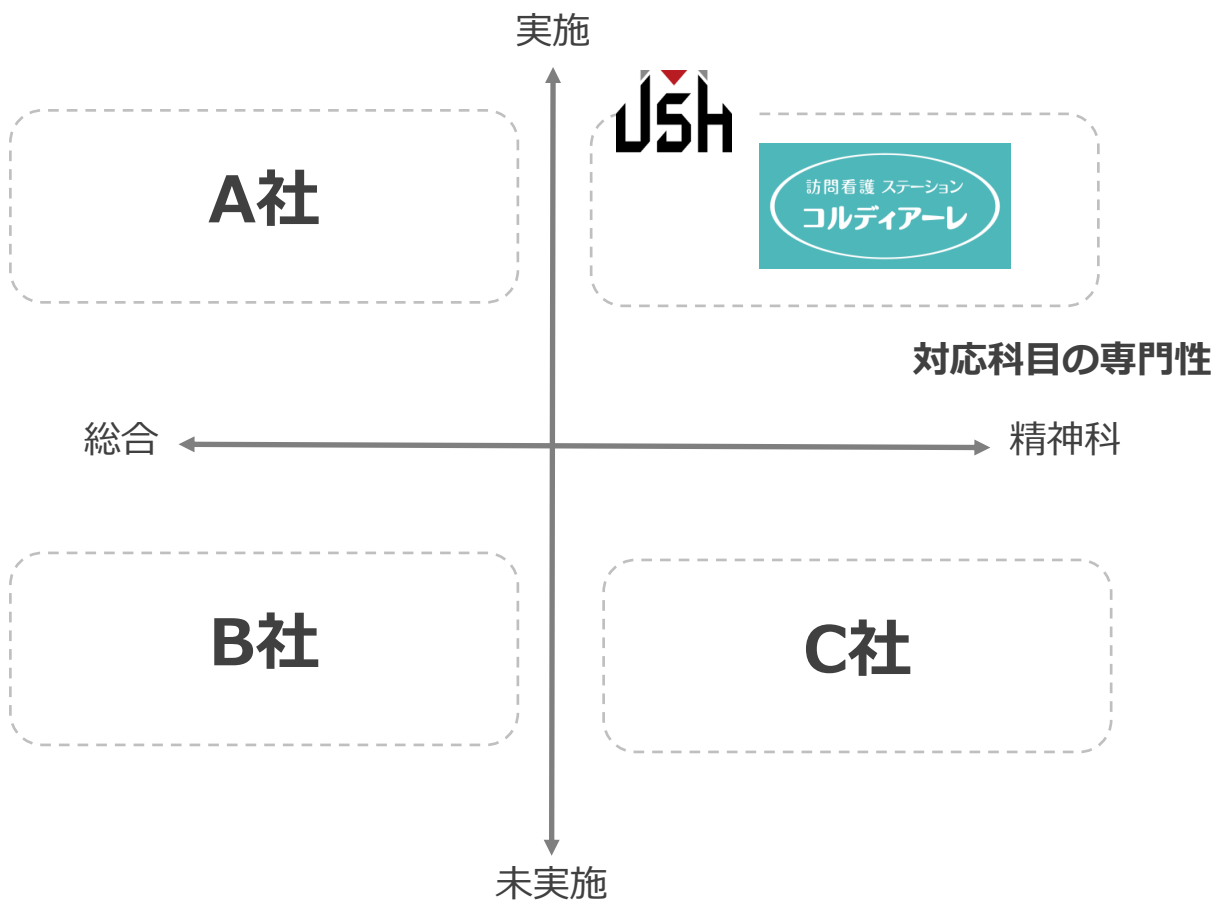 実施
JSH
A社
訪問看護 ステーション
コルディアーレ
対応科目の専門性
総合
精神科
B社
C社
未実施